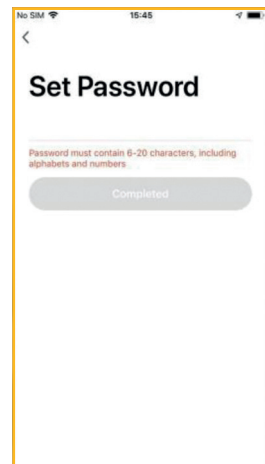 No SIM 15:45
Set Password
Password must contain 6-20 characters, including
alphabets and numbers
Completed